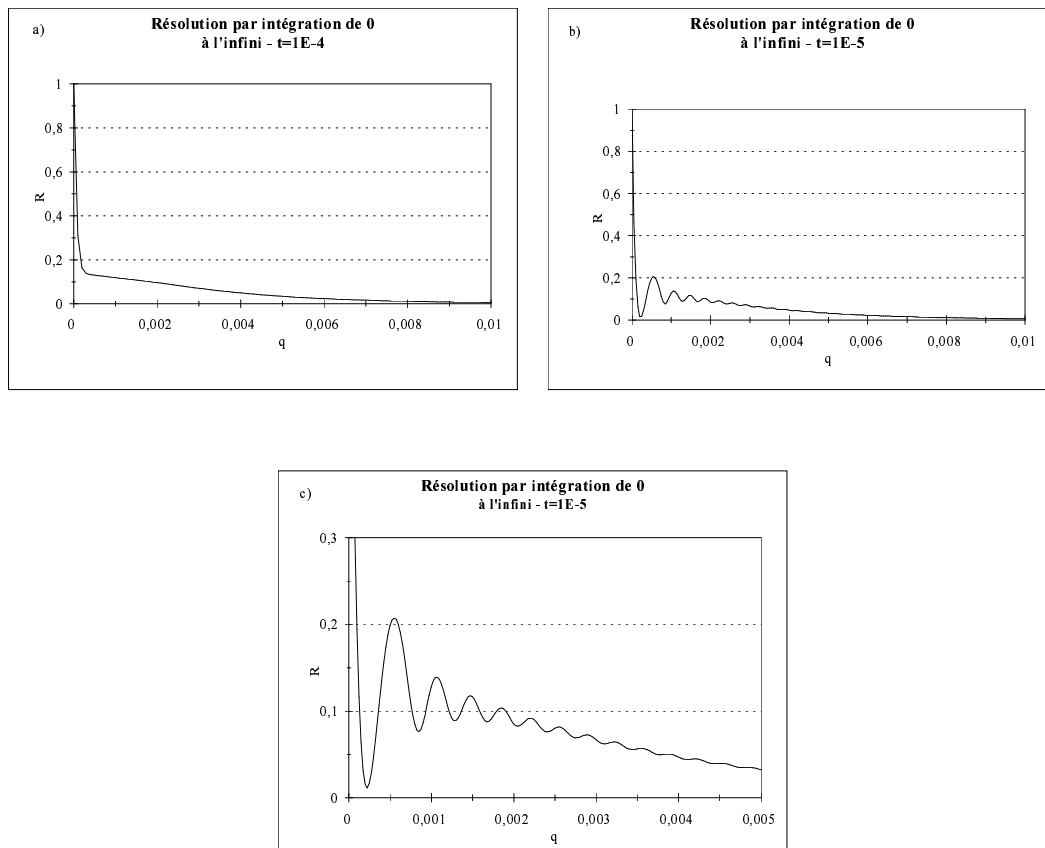 a)
Résolution par intégration de 0
à l'infini - t=1E-4
1
0,8
0,6
0,4
0,2
0
R
0
0,002
0,004
0,006
0,008
0,01
q
b)
Résolution par intégration de 0
à l'infini - t=1E-5
1
0,8
0,6
0,4
0,2
0
R
0
0,002
0,004
0,006
0,008
0,01
q
c)
Résolution par intégration de 0
à l'infini - t=1E-5
0,3
0,2
0,1
0
R
0
0,001
0,002
0,003
0,004
0,005
q